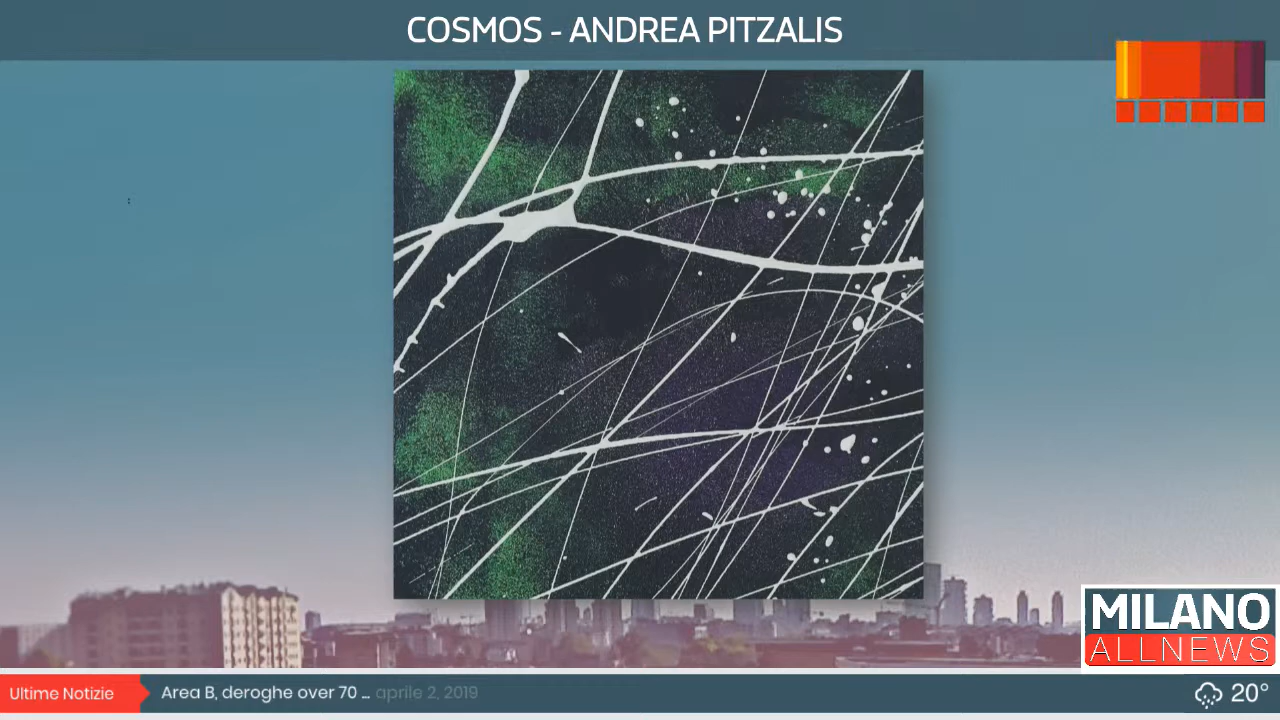 COSMOS - ANDREA PITZALIS
MILANO
ALLNEWS
Ultime Notizie
Area B, deroghe over 70 ... aprile 2, 2019
20°